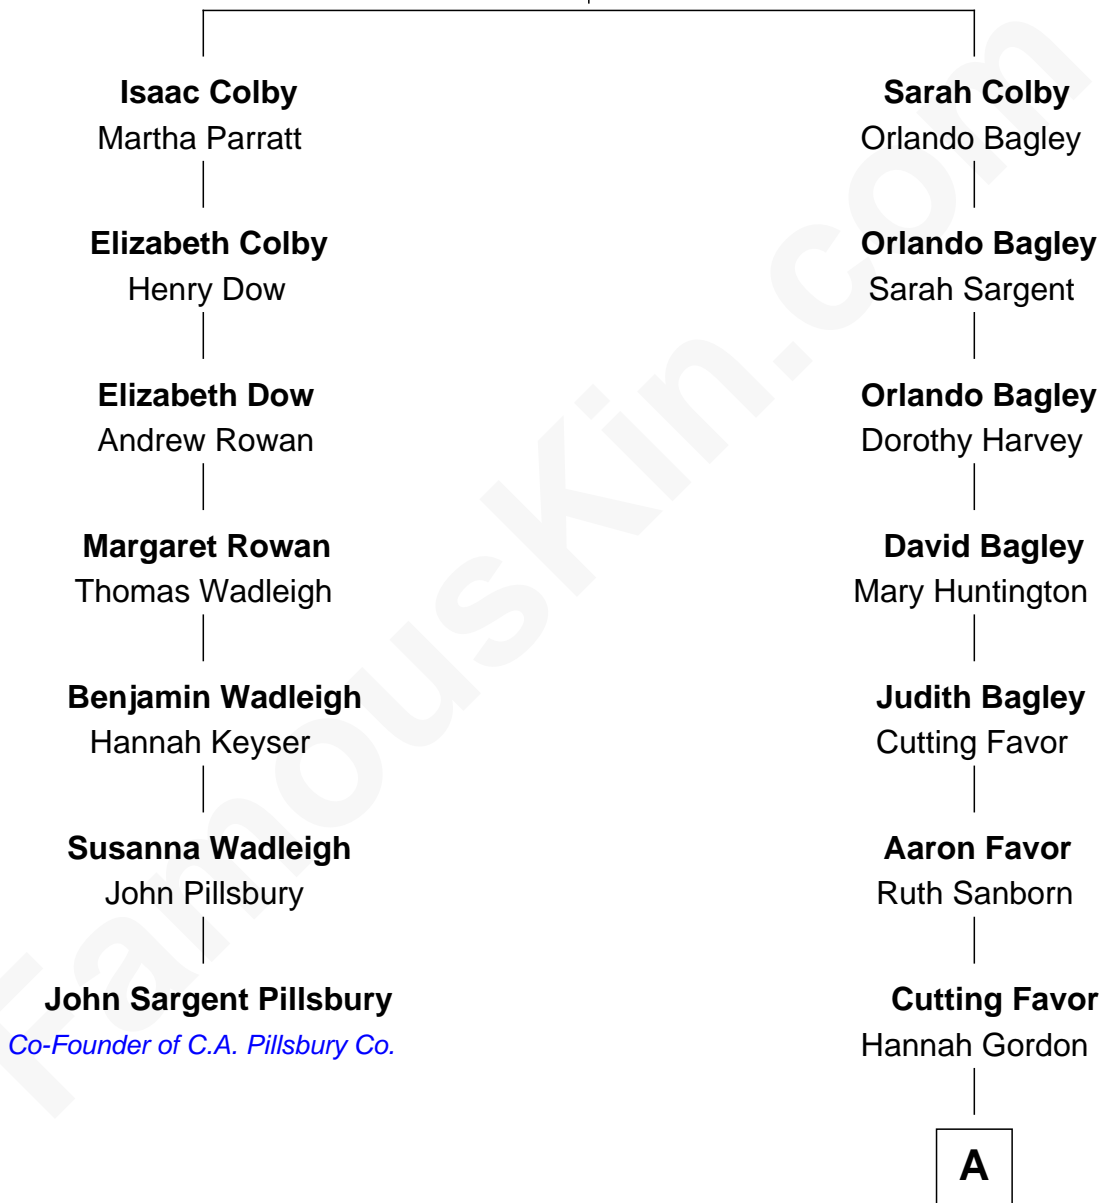 Isaac Colby
Martha Parratt
Elizabeth Colby
Henry Dow
Elizabeth Dow
Andrew Rowan
Margaret Rowan
Thomas Wadleigh
Benjamin Wadleigh
Hannah Keyser
Susanna Wadleigh
John Pillsbury
John Sargent Pillsbury
Co-Founder of C.A. Pillsbury Co.
Sarah Colby
Orlando Bagley
Orlando Bagley
Sarah Sargent
Orlando Bagley
Dorothy Harvey
David Bagley
Mary Huntington
Judith Bagley
Cutting Favor
Aaron Favor
Ruth Sanborn
Cutting Favor
Hannah Gordon
A
FamousKin.com